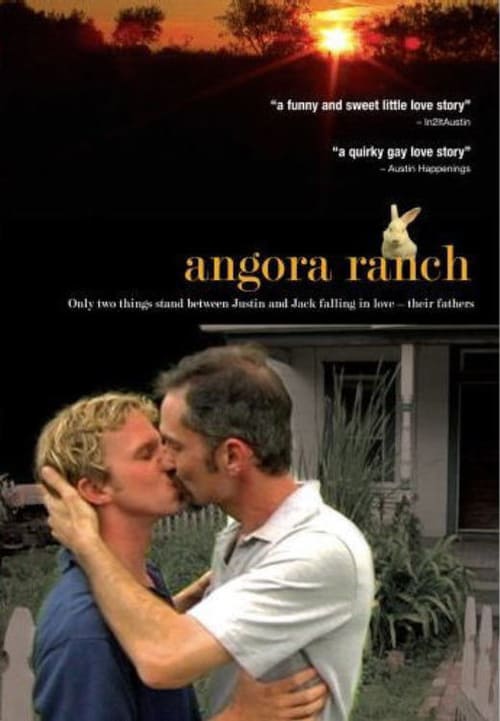 "a funny and sweet little love story"
– In2ItAustin
"a quirky gay love story"
– Austin Happenings
angora ranch
Only two things stand between Justin and Jack falling in love – their fathers